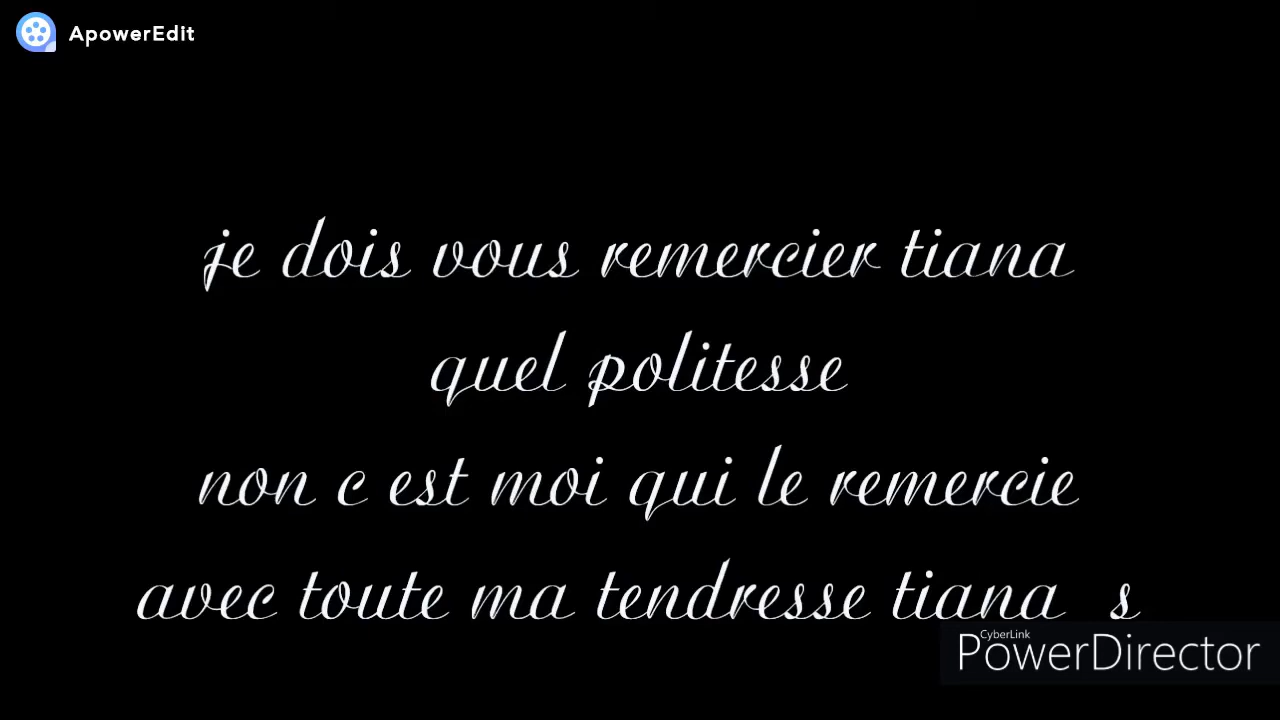 ApowerEdit
je dois vous remercier tiana
quel politesse
non c est moi qui le remercie
avec toute ma tendresse tiana s
CyberLink
PowerDirector